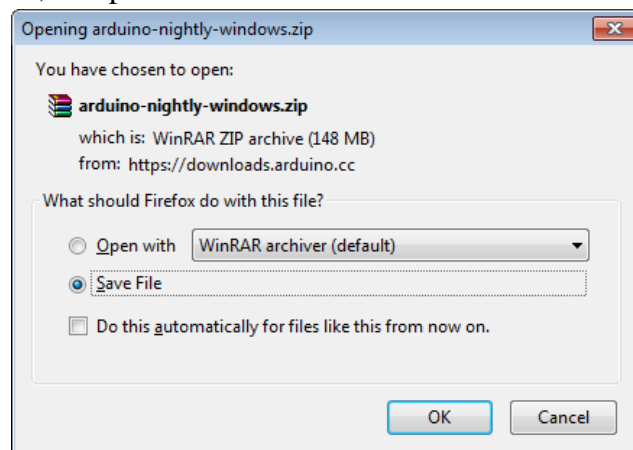 Opening arduino-nightly-windows.zip
You have chosen to open:
arduino-nightly-windows.zip
which is: WinRAR ZIP archive (148 MB)
from: https://downloads.arduino.cc
What should Firefox do with this file?
Open with WinRAR archiver (default)
Save File
Do this automatically for files like this from now on.
OK Cancel